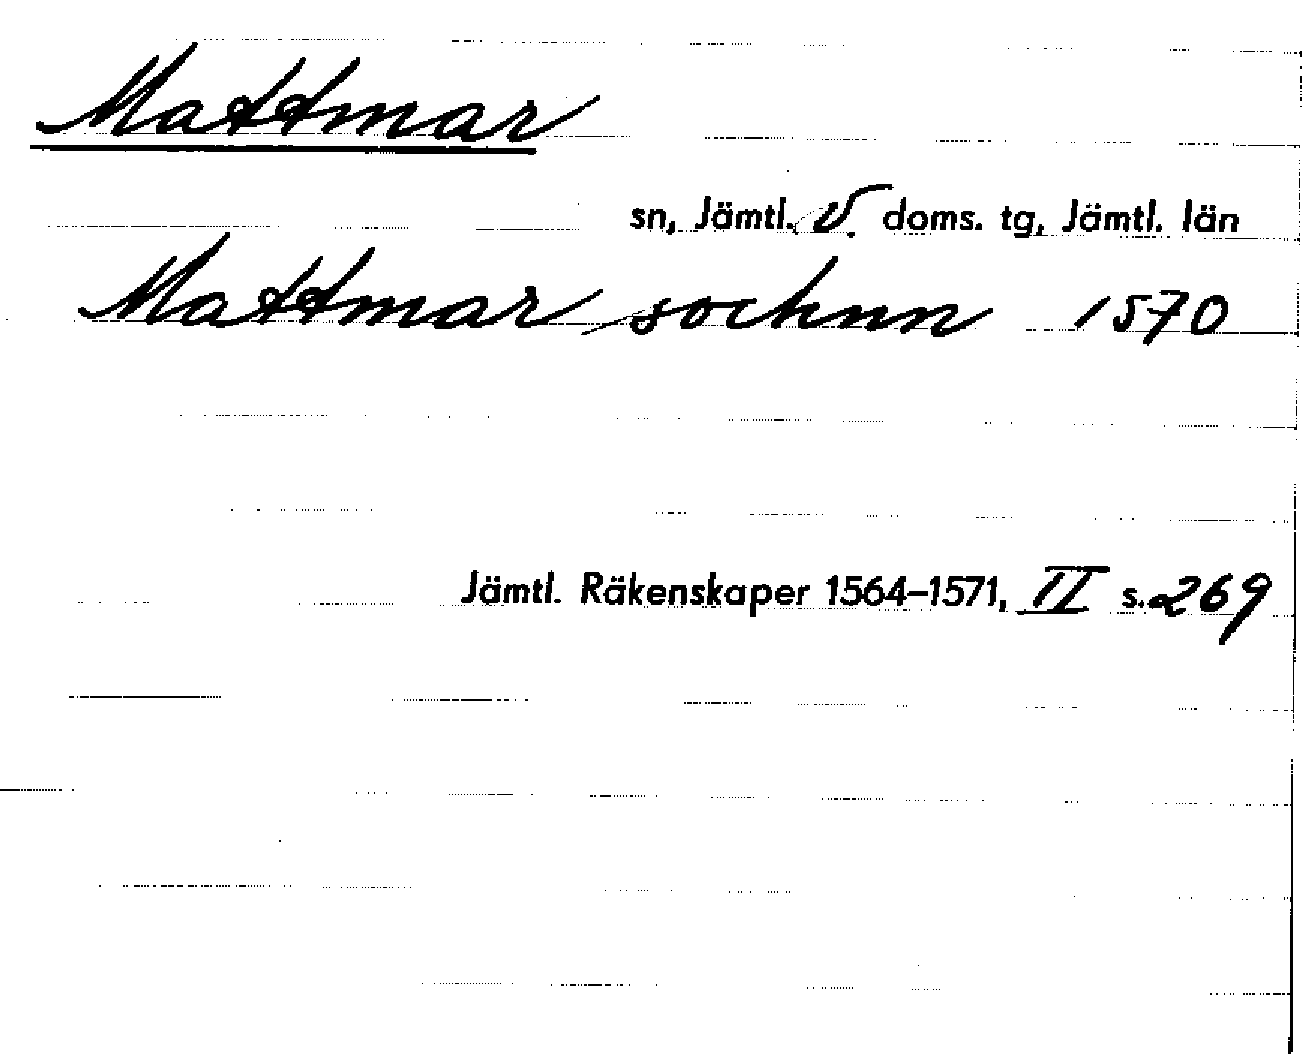 Mattmar
sn, Jämtl. V. doms. tg, Jämtl. län
Mattmar sochnn 1570
Jämtl. Räkenskaper 1564–1571, II s. 269